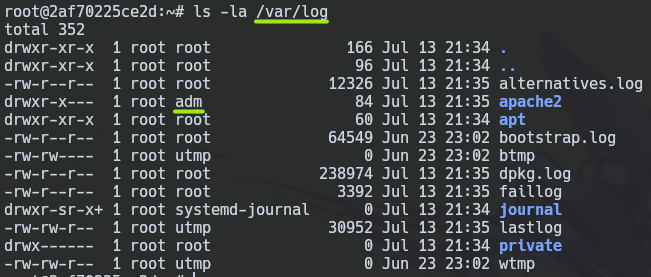 root@2af70225ce2d:~# ls -la /var/log
total 352
drwxr-xr-x  1 root root               166 Jul 13 21:34 .
drwxr-xr-x  1 root root                96 Jul 13 21:34 ..
-rw-r--r--  1 root root             12326 Jul 13 21:35 alternatives.log
drwxr-x---  1 root adm                 84 Jul 13 21:35 apache2
drwxr-xr-x  1 root root                60 Jul 13 21:34 apt
-rw-r--r--  1 root root             64549 Jun 23 23:02 bootstrap.log
-rw-rw----  1 root utmp                 0 Jun 23 23:02 btmp
-rw-r--r--  1 root root            238974 Jul 13 21:35 dpkg.log
-rw-r--r--  1 root root              3392 Jul 13 21:35 faillog
drwxr-sr-x+ 1 root systemd-journal      0 Jul 13 21:34 journal
-rw-rw-r--  1 root utmp             30952 Jul 13 21:35 lastlog
drwx------  1 root root                 0 Jul 13 21:34 private
-rw-rw-r--  1 root utmp                 0 Jun 23 23:02 wtmp